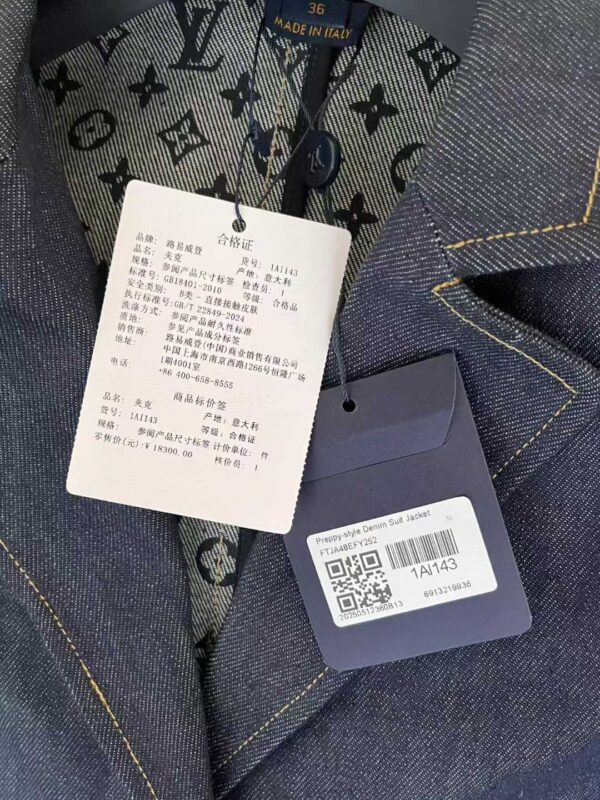 36
MADE IN ITALY
合格证
品牌: 路易威登 货号: 1AI143
品名: 夹克 产地: 意大利
规格: 参阅产品尺寸标签 检查员: 1
标准号: GB18401-2010 等级: 合格品
安全类别: B类-直接接触皮肤
执行标准号:GB/T 22849-2024
洗涤方式: 参阅产品耐久性标准
质地: 参见产品成分标签
销售商: 路易威登(中国)商业销售有限公司
地址: 中国上海市南京西路1266号恒隆广场
1期4001室
电话: +86 400-658-8555
商品标价签
品名: 夹克 产地: 意大利
货号: 1AI143 等级: 合格证
规格: 参阅产品尺寸标签 计价单位: 件
零售价(元):¥ 18300.00 核价员: 1
Preppy-style Denim Suit Jacket
FTJA48EFY252
1AI143
20250512360B13
6913219936